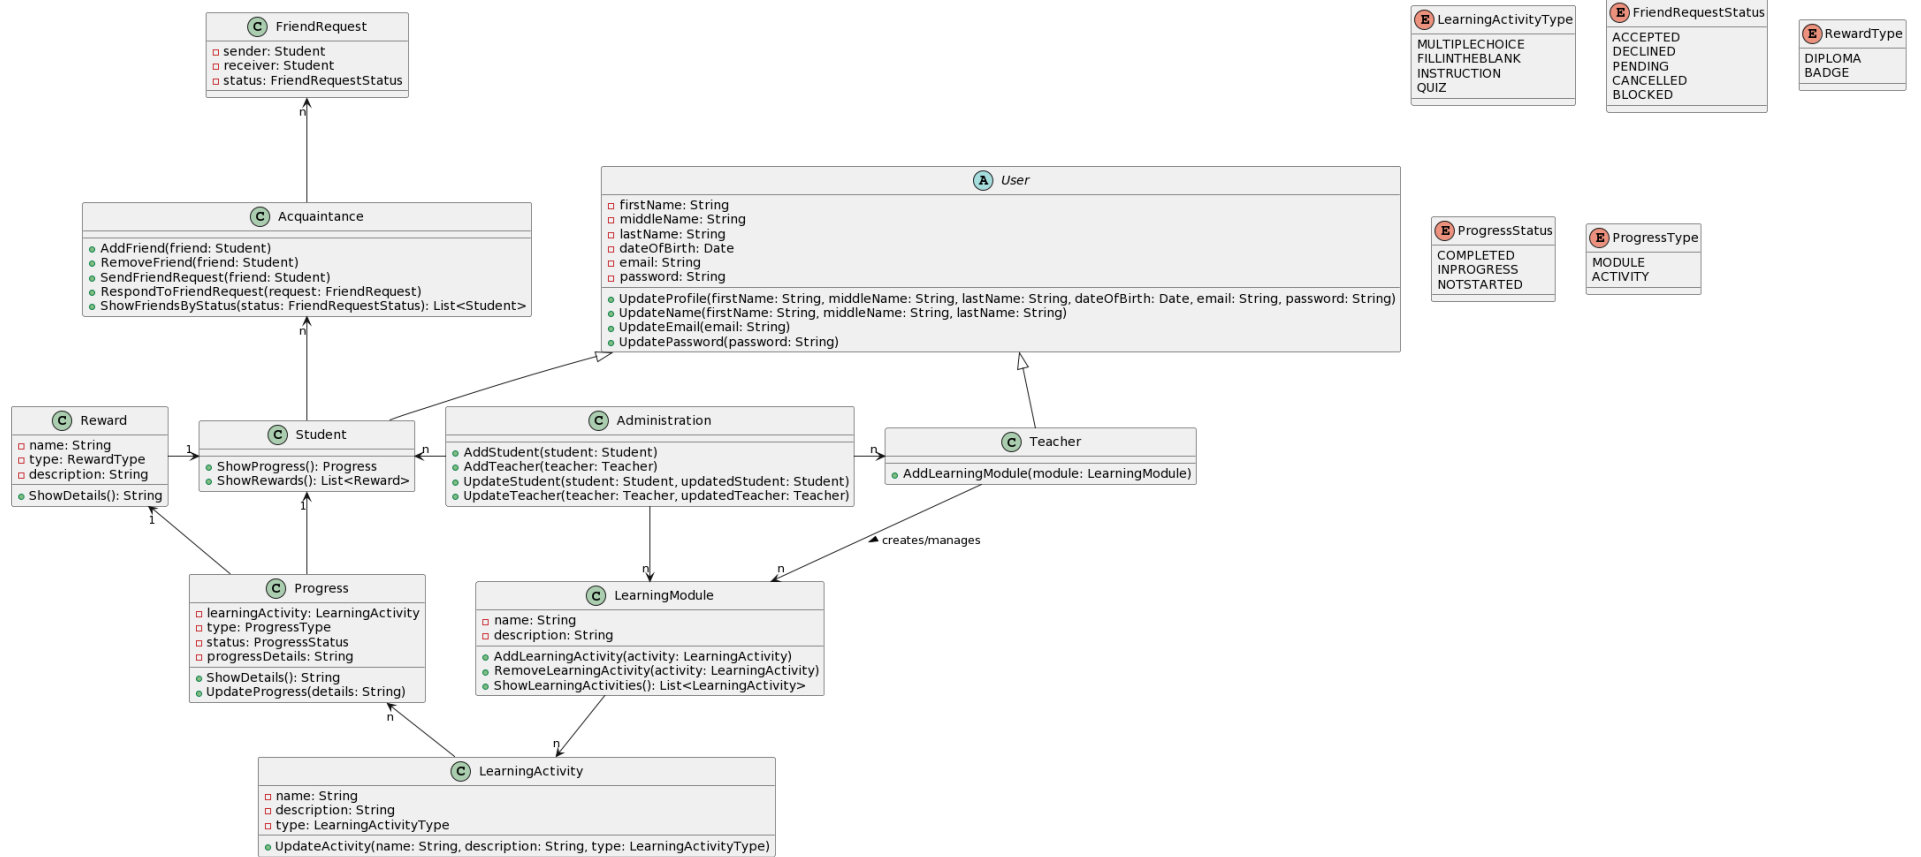 C FriendRequest
sender: Student
receiver: Student
status: FriendRequestStatus
n
C Acquaintance
AddFriend(friend: Student)
RemoveFriend(friend: Student)
SendFriendRequest(friend: Student)
RespondToFriendRequest(request: FriendRequest)
ShowFriendsByStatus(status: FriendRequestStatus): List<Student>
n
A User
firstName: String
middleName: String
lastName: String
dateOfBirth: Date
email: String
password: String
UpdateProfile(firstName: String, middleName: String, lastName: String, dateOfBirth: Date, email: String, password: String)
UpdateName(firstName: String, middleName: String, lastName: String)
UpdateEmail(email: String)
UpdatePassword(password: String)
E LearningActivityType
MULTIPLECHOICE
FILLINTHEBLANK
INSTRUCTION
QUIZ
E FriendRequestStatus
ACCEPTED
DECLINED
PENDING
CANCELLED
BLOCKED
E RewardType
DIPLOMA
BADGE
E ProgressStatus
COMPLETED
INPROGRESS
NOTSTARTED
E ProgressType
MODULE
ACTIVITY
C Reward
name: String
type: RewardType
description: String
ShowDetails(): String
1
1
C Student
ShowProgress(): Progress
ShowRewards(): List<Reward>
1
n
C Administration
AddStudent(student: Student)
AddTeacher(teacher: Teacher)
UpdateStudent(student: Student, updatedStudent: Student)
UpdateTeacher(teacher: Teacher, updatedTeacher: Teacher)
n
C Teacher
AddLearningModule(module: LearningModule)
creates/manages
n
n
C Progress
learningActivity: LearningActivity
type: ProgressType
status: ProgressStatus
progressDetails: String
ShowDetails(): String
UpdateProgress(details: String)
n
C LearningModule
name: String
description: String
AddLearningActivity(activity: LearningActivity)
RemoveLearningActivity(activity: LearningActivity)
ShowLearningActivities(): List<LearningActivity>
n
C LearningActivity
name: String
description: String
type: LearningActivityType
UpdateActivity(name: String, description: String, type: LearningActivityType)